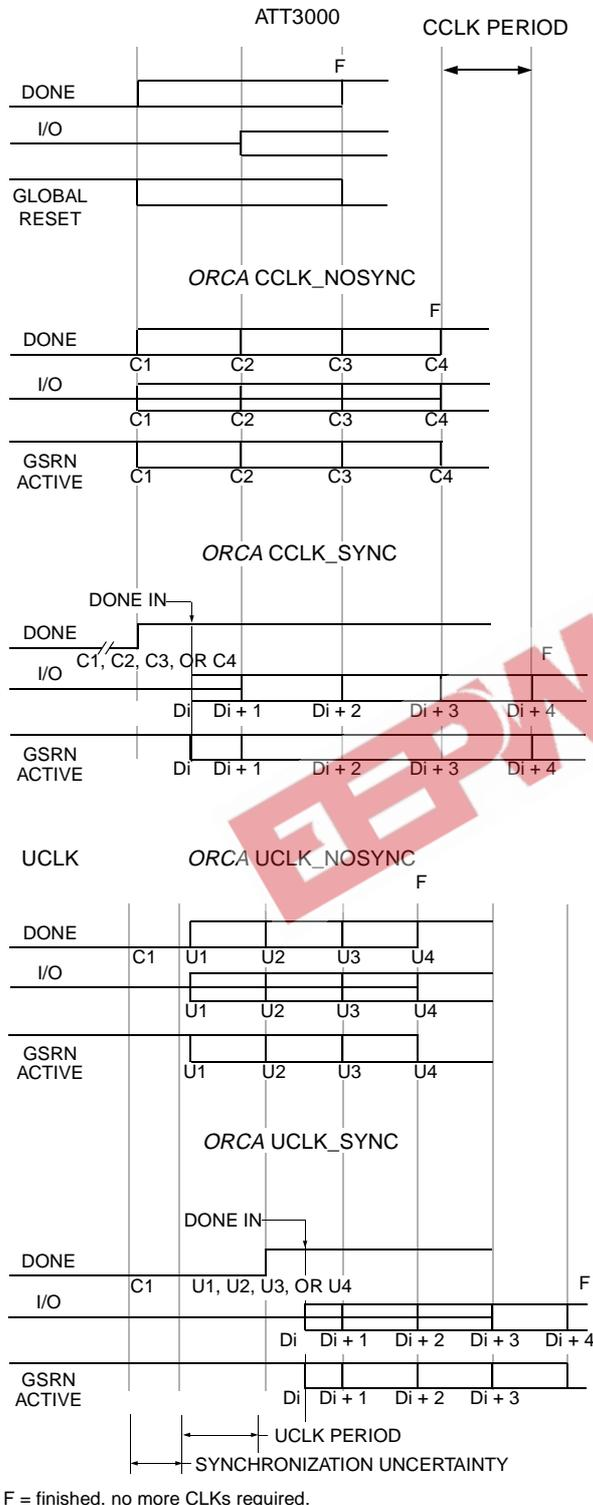 ATT3000
CCLK PERIOD
F
DONE
I/O
GLOBAL
RESET
ORCA CCLK_NOSYNC
F
DONE
C1 C2 C3 C4
I/O
C1 C2 C3 C4
GSRN
ACTIVE
C1 C2 C3 C4
ORCA CCLK_SYNC
DONE IN
DONE
C1, C2, C3, OR C4
F
I/O
Di Di + 1 Di + 2 Di + 3 Di + 4
GSRN
ACTIVE
Di Di + 1 Di + 2 Di + 3 Di + 4
EEPW
UCLK ORCA UCLK_NOSYNC
F
DONE
C1 U1 U2 U3 U4
I/O
U1 U2 U3 U4
GSRN
ACTIVE
U1 U2 U3 U4
ORCA UCLK_SYNC
DONE IN
DONE
C1 U1, U2, U3, OR U4
F
I/O
Di Di + 1 Di + 2 Di + 3 Di + 4
GSRN
ACTIVE
Di Di + 1 Di + 2 Di + 3
UCLK PERIOD
SYNCHRONIZATION UNCERTAINTY
F = finished, no more CLKs required.